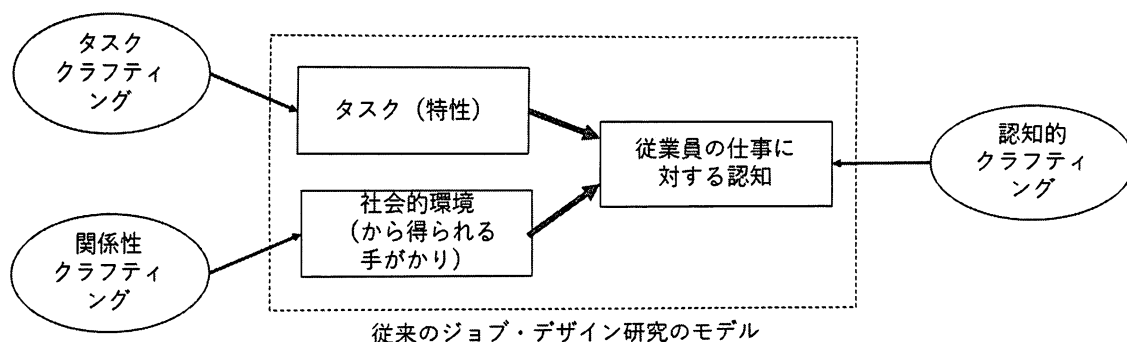 タスク
クラフティ
ング
タスク（特性）
従業員の仕事に
対する認知
認知的
クラフティ
ング
社会的環境
（から得られる
手がかり）
関係性
クラフティ
ング
従来のジョブ・デザイン研究のモデル